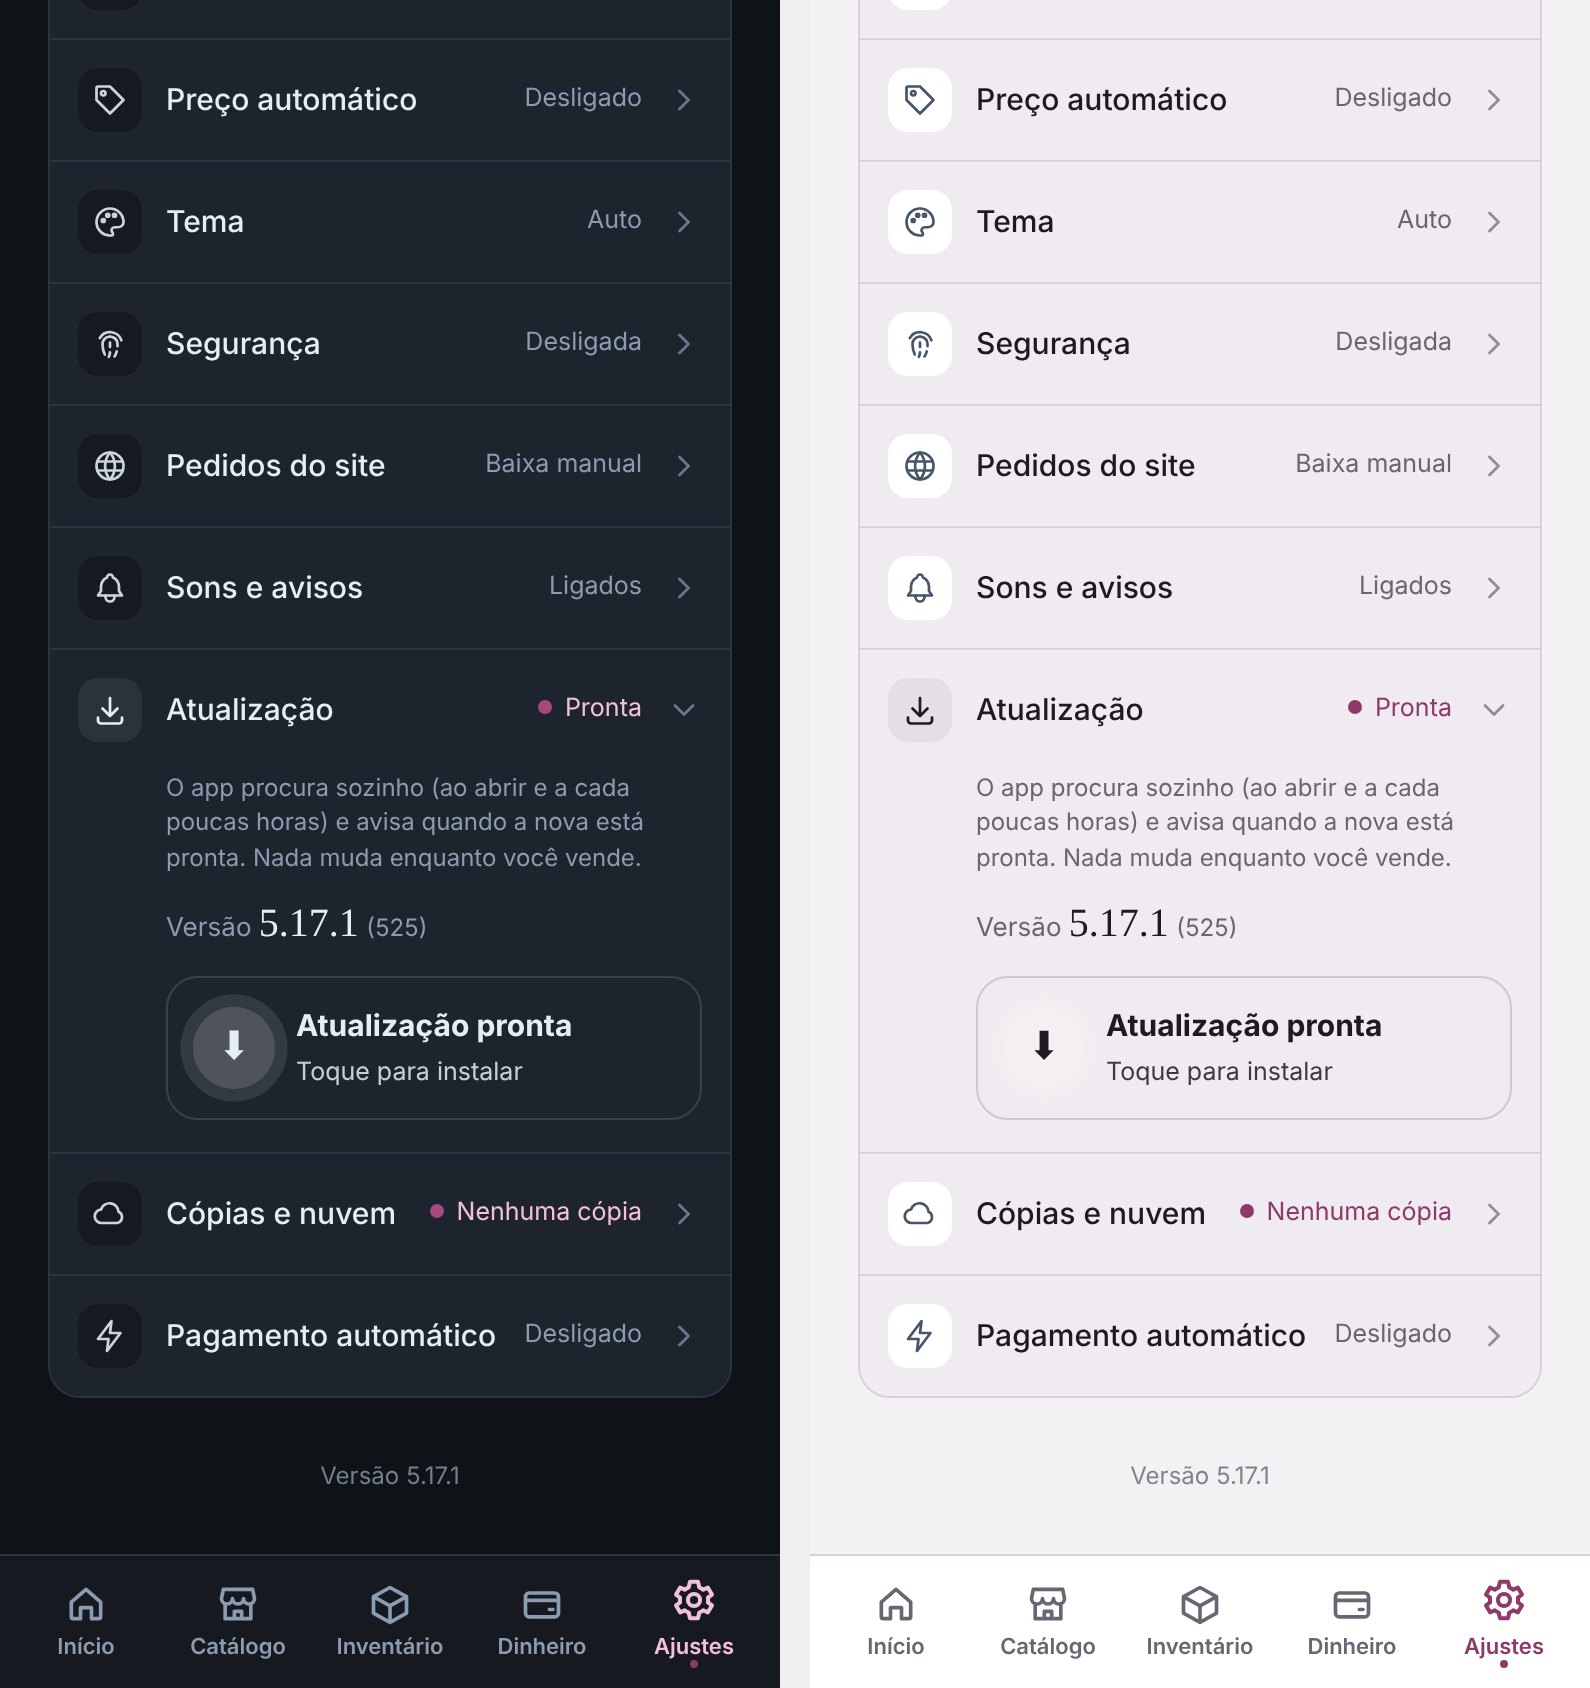 Preço automático Desligado
Tema Auto
Segurança Desligada
Pedidos do site Baixa manual
Sons e avisos Ligados
Atualização Pronta
O app procura sozinho (ao abrir e a cada
poucas horas) e avisa quando a nova está
pronta. Nada muda enquanto você vende.
Versão 5.17.1 (525)
Atualização pronta
Toque para instalar
Cópias e nuvem Nenhuma cópia
Pagamento automático Desligado
Versão 5.17.1
Início Catálogo Inventário Dinheiro Ajustes
Preço automático Desligado
Tema Auto
Segurança Desligada
Pedidos do site Baixa manual
Sons e avisos Ligados
Atualização Pronta
O app procura sozinho (ao abrir e a cada
poucas horas) e avisa quando a nova está
pronta. Nada muda enquanto você vende.
Versão 5.17.1 (525)
Atualização pronta
Toque para instalar
Cópias e nuvem Nenhuma cópia
Pagamento automático Desligado
Versão 5.17.1
Início Catálogo Inventário Dinheiro Ajustes